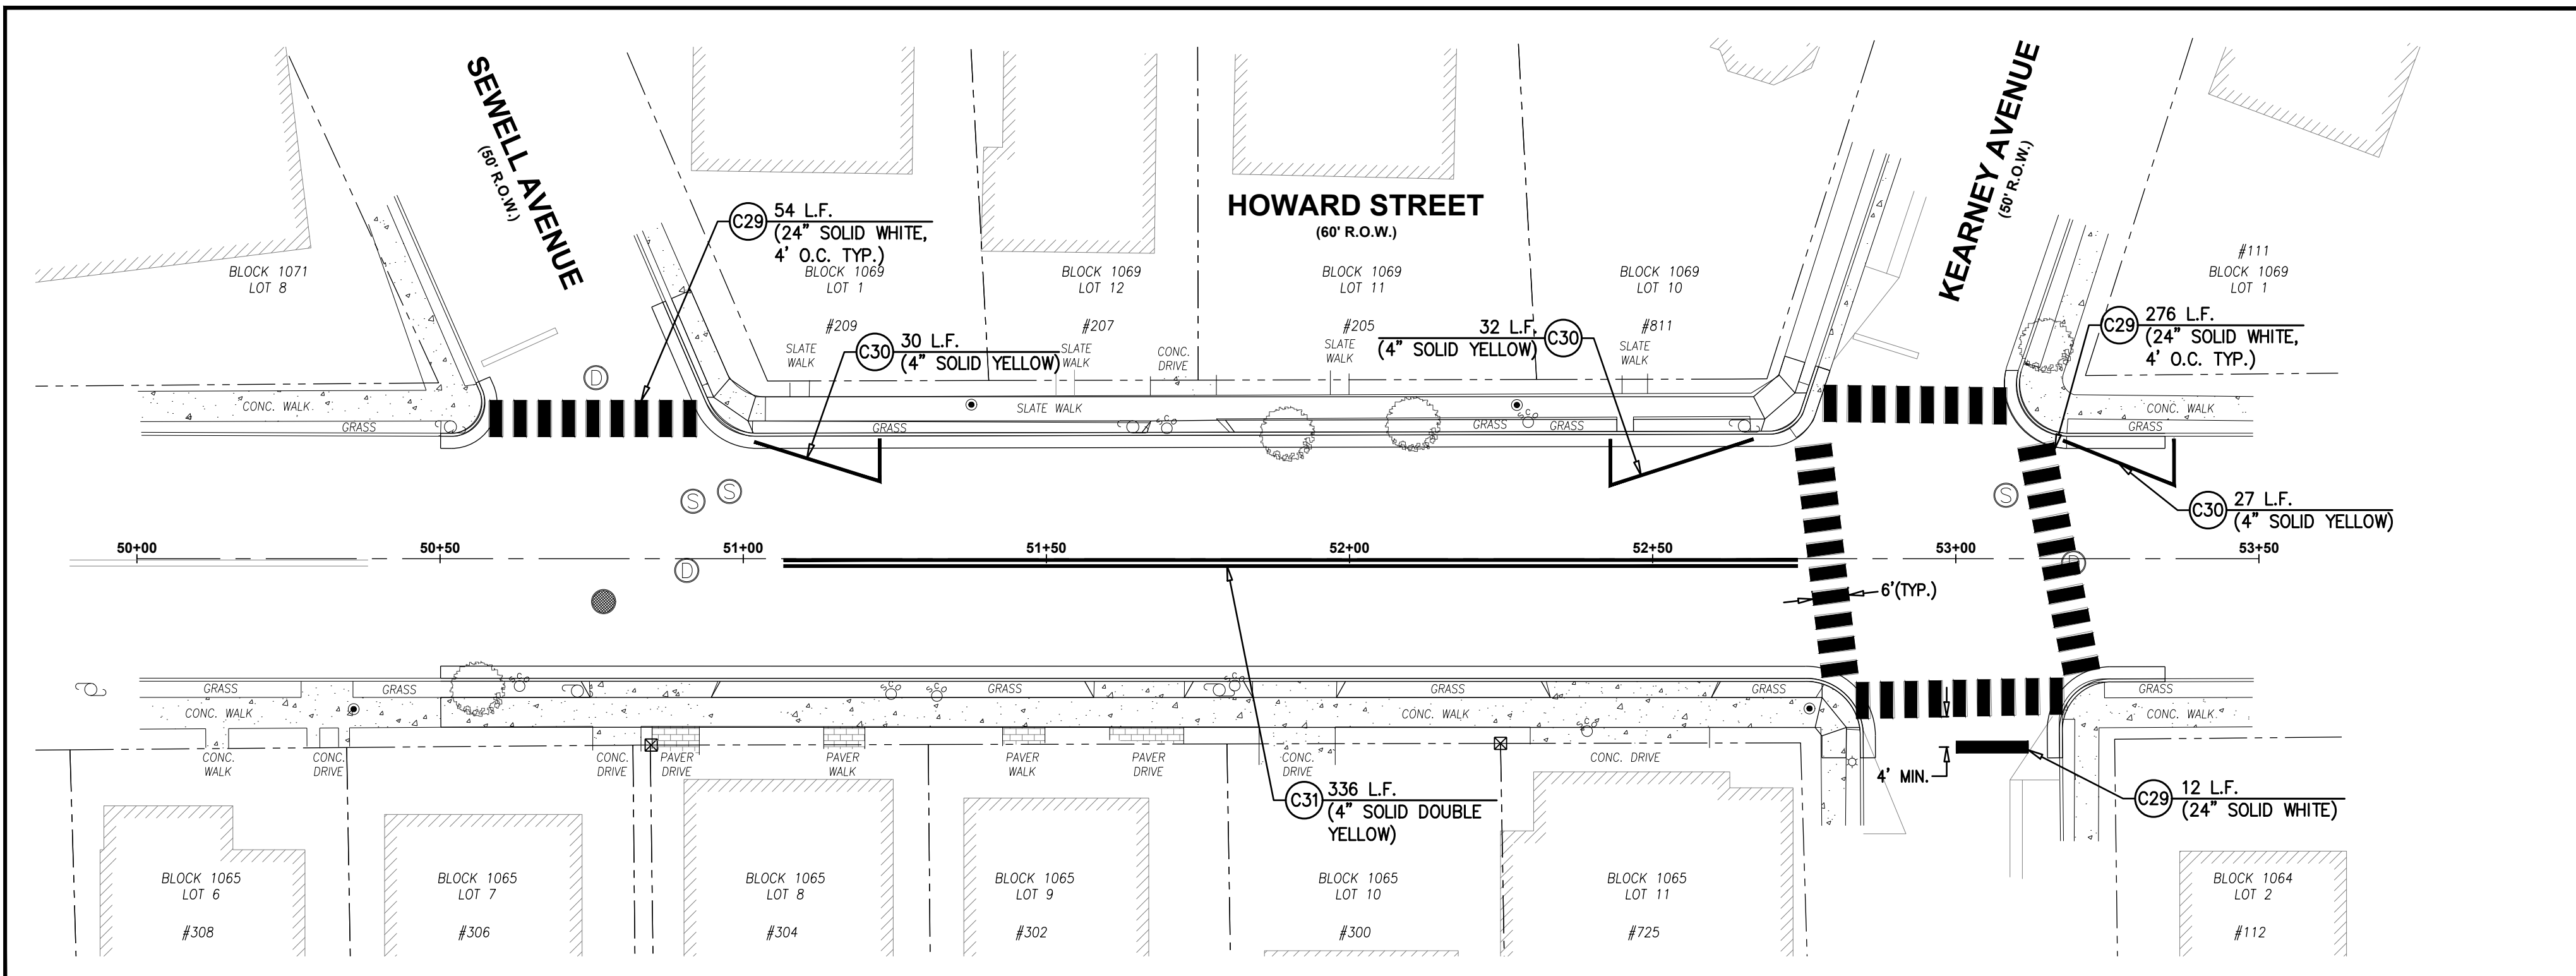 SEWELL AVENUE
(50' R.O.W.)
HOWARD STREET
(60' R.O.W.)
KEARNEY AVENUE
(50' R.O.W.)
C29 54 L.F.
(24" SOLID WHITE,
4' O.C. TYP.)
BLOCK 1071
LOT 8
BLOCK 1069
LOT 1
#209
BLOCK 1069
LOT 12
#207
BLOCK 1069
LOT 11
#205
BLOCK 1069
LOT 10
#811
#111
BLOCK 1069
LOT 1
C30 30 L.F.
(4" SOLID YELLOW)
32 L.F. C30
(4" SOLID YELLOW)
C29 276 L.F.
(24" SOLID WHITE,
4' O.C. TYP.)
SLATE
WALK
SLATE
WALK
CONC.
DRIVE
SLATE
WALK
SLATE
WALK
CONC. WALK
GRASS
D
SLATE WALK
GRASS
SCO
GRASS
SCO
GRASS
CONC. WALK
GRASS
S
S
S
C30 27 L.F.
(4" SOLID YELLOW)
50+00
50+50
51+00
51+50
52+00
52+50
53+00
53+50
D
D
6'(TYP.)
GRASS
GRASS
SCO
SCO
SCO
GRASS
SCO
GRASS
GRASS
GRASS
CONC. WALK
CONC. WALK
SCO
CONC. WALK
CONC.
WALK
CONC.
DRIVE
CONC.
DRIVE
PAVER
DRIVE
PAVER
WALK
PAVER
WALK
PAVER
DRIVE
CONC.
DRIVE
CONC. DRIVE
4' MIN.
C31 336 L.F.
(4" SOLID DOUBLE
YELLOW)
C29 12 L.F.
(24" SOLID WHITE)
BLOCK 1065
LOT 6
#308
BLOCK 1065
LOT 7
#306
BLOCK 1065
LOT 8
#304
BLOCK 1065
LOT 9
#302
BLOCK 1065
LOT 10
#300
BLOCK 1065
LOT 11
#725
BLOCK 1064
LOT 2
#112